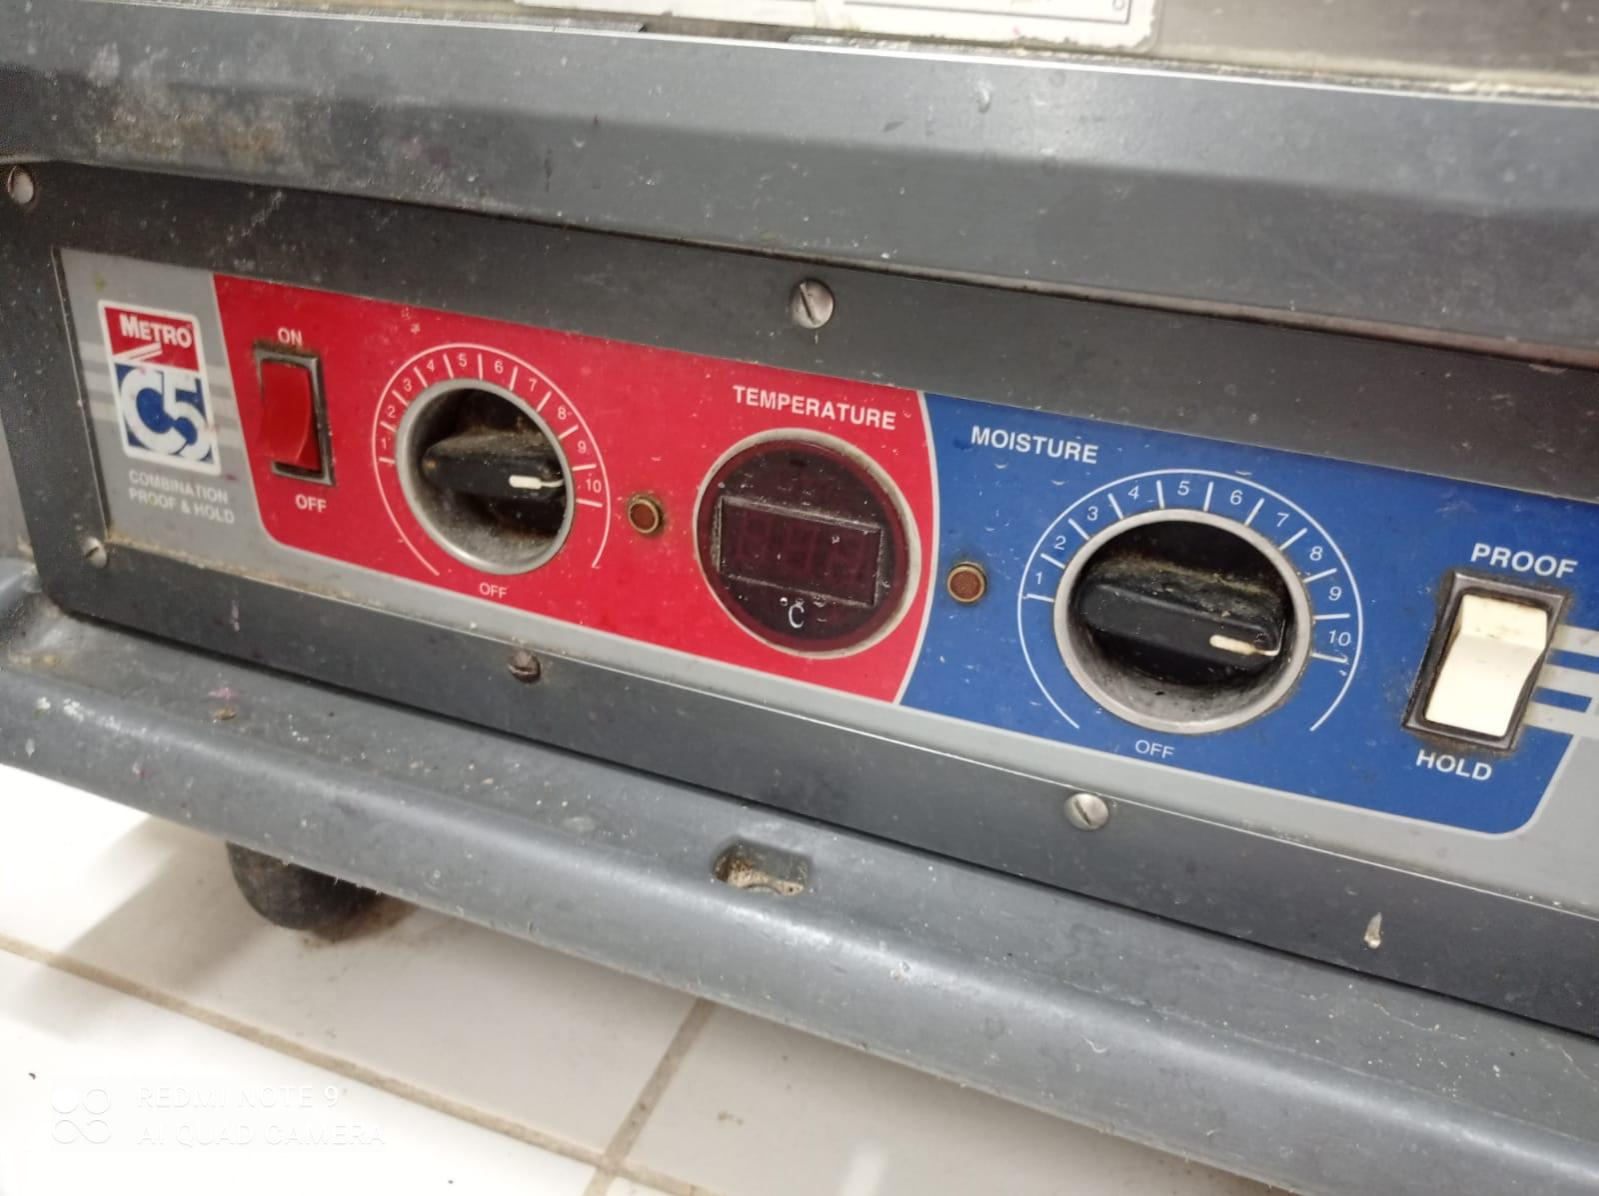 METRO
C5
COMBINATION
PROOF & HOLD
ON
OFF
1 2 3 4 5 6 7 8 9 10
OFF
TEMPERATURE
°C
MOISTURE
1 2 3 4 5 6 7 8 9 10
OFF
PROOF
HOLD
REDMI NOTE 9
AI QUAD CAMERA